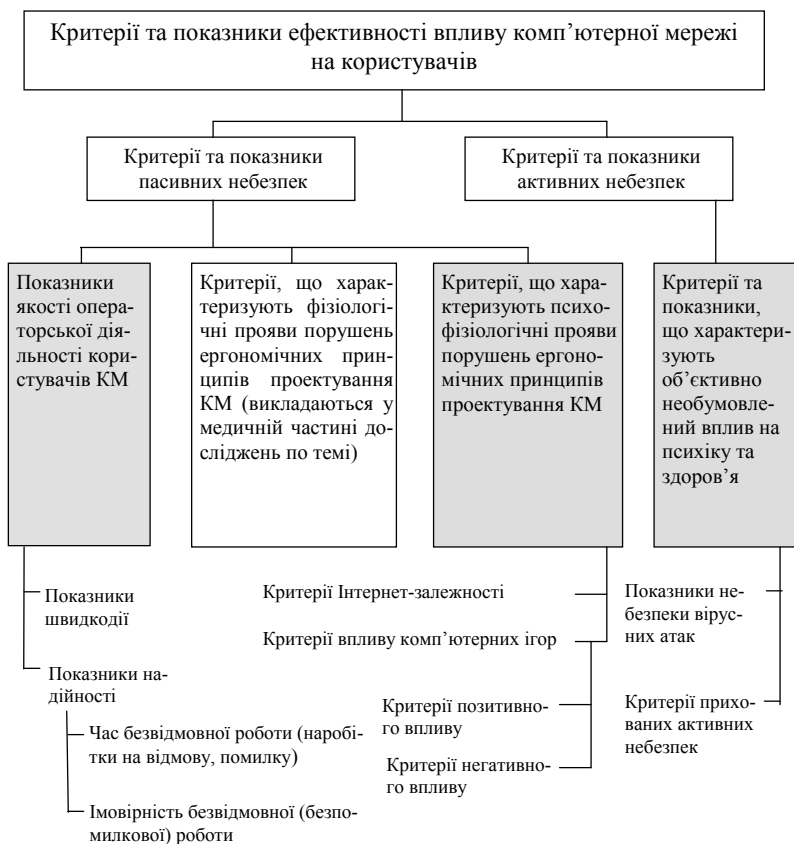 Критерії та показники ефективності впливу комп’ютерної мережі
на користувачів
Критерії та показники
пасивних небезпек
Критерії та показники
активних небезпек
Показники
якості опера-
торської дія-
льності кори-
стувачів КМ
Критерії, що харак-
теризують фізіологі-
чні прояви порушень
ергономічних прин-
ципів проектування
КМ (викладаються у
медичній частині до-
сліджень по темі)
Критерії, що хара-
ктеризують психо-
фізіологічні прояви
порушень ергоно-
мічних принципів
проектування КМ
Критерії та
показники,
що характери-
зують
об’єктивно
необумовле-
ний вплив на
психіку та
здоров’я
Показники
швидкодії
Показники на-
дійності
Час безвідмовної роботи (наробі-
тки на відмову, помилку)
Імовірність безвідмовної (безпо-
милкової) роботи
Критерії Інтернет-залежності
Критерії впливу комп’ютерних ігор
Критерії позитивно-
го впливу
Критерії негативно-
го впливу
Показники не-
безпеки вірус-
них атак
Критерії прихо-
ваних активних
небезпек